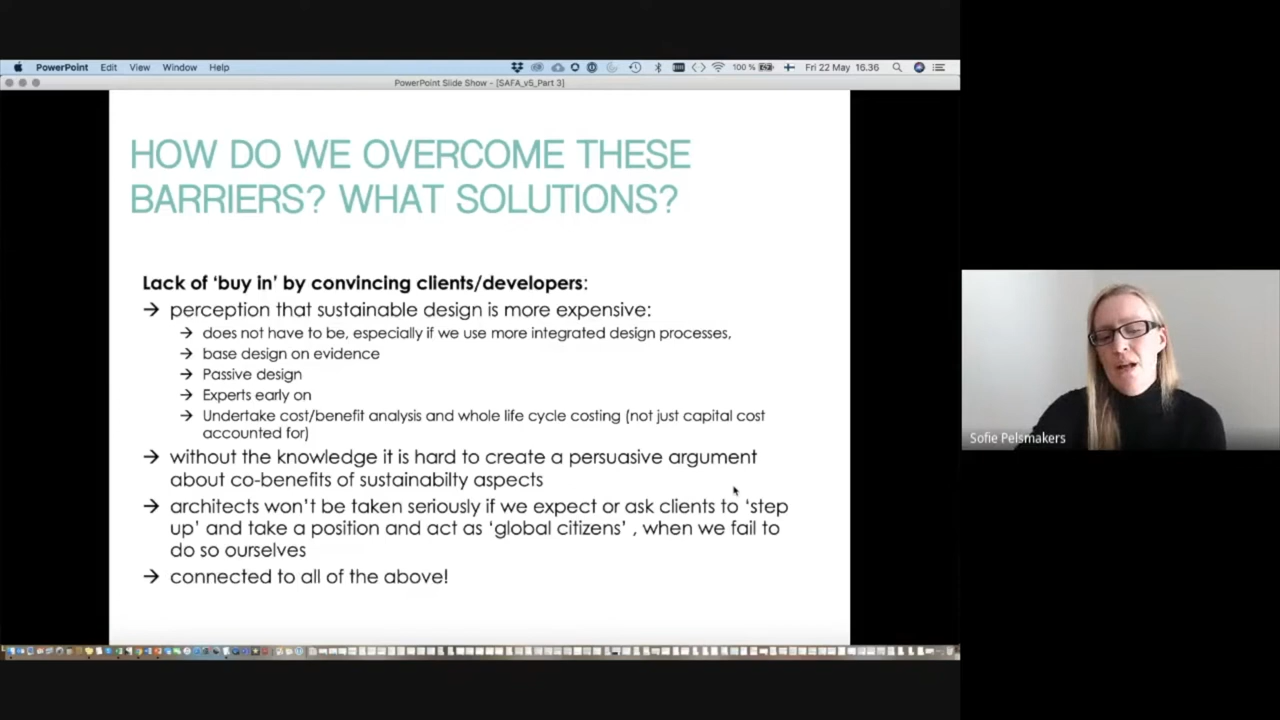 PowerPoint Edit View Window Help 100 % Fri 22 May 16.36
PowerPoint Slide Show - [SAFA_v5_Part 3]
HOW DO WE OVERCOME THESE
BARRIERS? WHAT SOLUTIONS?
Lack of ‘buy in’ by convincing clients/developers:
→ perception that sustainable design is more expensive:
→ does not have to be, especially if we use more integrated design processes,
→ base design on evidence
→ Passive design
→ Experts early on
→ Undertake cost/benefit analysis and whole life cycle costing (not just capital cost
accounted for)
→ without the knowledge it is hard to create a persuasive argument
about co-benefits of sustainabilty aspects
→ architects won’t be taken seriously if we expect or ask clients to ‘step
up’ and take a position and act as ‘global citizens’ , when we fail to
do so ourselves
→ connected to all of the above!
Sofie Pelsmakers